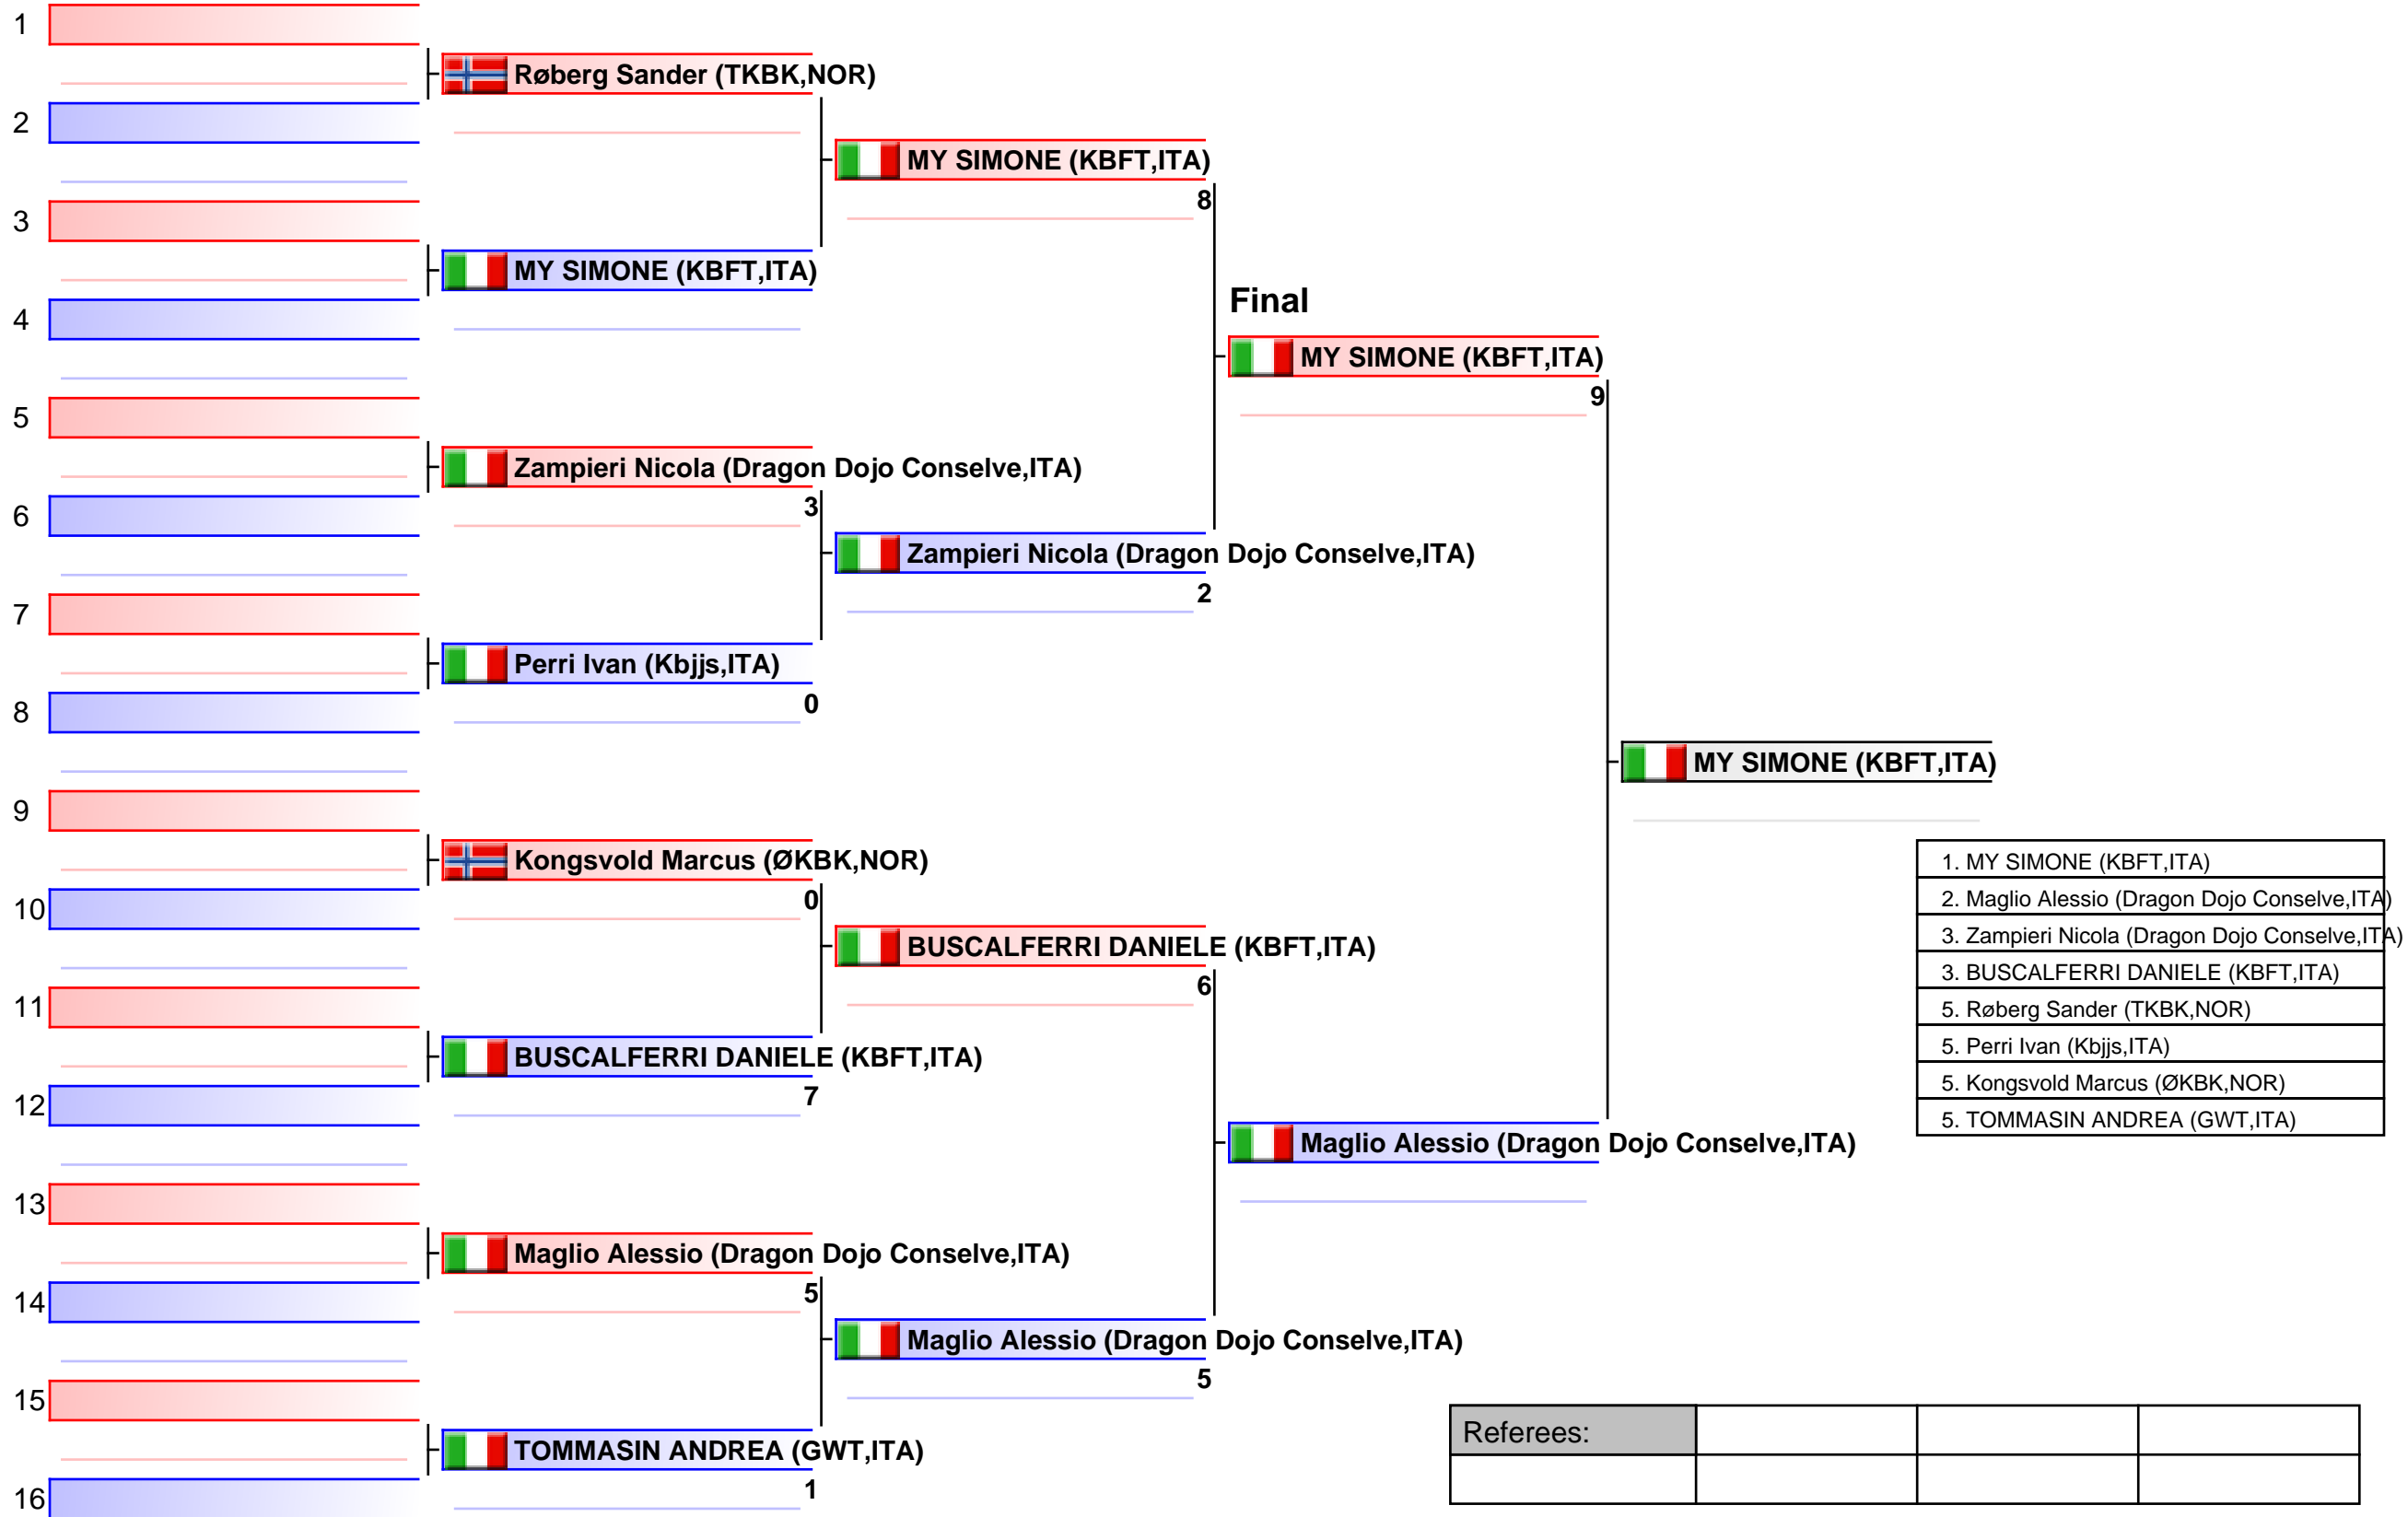 1
Røberg Sander (TKBK,NOR)
2
MY SIMONE (KBFT,ITA)
8
3
MY SIMONE (KBFT,ITA)
Final
4
MY SIMONE (KBFT,ITA)
9
5
Zampieri Nicola (Dragon Dojo Conselve,ITA)
3
6
Zampieri Nicola (Dragon Dojo Conselve,ITA)
2
7
Perri Ivan (Kbjjs,ITA)
0
8
MY SIMONE (KBFT,ITA)
9
Kongsvold Marcus (ØKBK,NOR)
0
10
BUSCALFERRI DANIELE (KBFT,ITA)
6
11
BUSCALFERRI DANIELE (KBFT,ITA)
7
12
Maglio Alessio (Dragon Dojo Conselve,ITA)
13
Maglio Alessio (Dragon Dojo Conselve,ITA)
5
14
Maglio Alessio (Dragon Dojo Conselve,ITA)
5
15
TOMMASIN ANDREA (GWT,ITA)
1
16
1. MY SIMONE (KBFT,ITA)
2. Maglio Alessio (Dragon Dojo Conselve,ITA)
3. Zampieri Nicola (Dragon Dojo Conselve,ITA)
3. BUSCALFERRI DANIELE (KBFT,ITA)
5. Røberg Sander (TKBK,NOR)
5. Perri Ivan (Kbjjs,ITA)
5. Kongsvold Marcus (ØKBK,NOR)
5. TOMMASIN ANDREA (GWT,ITA)
Referees: